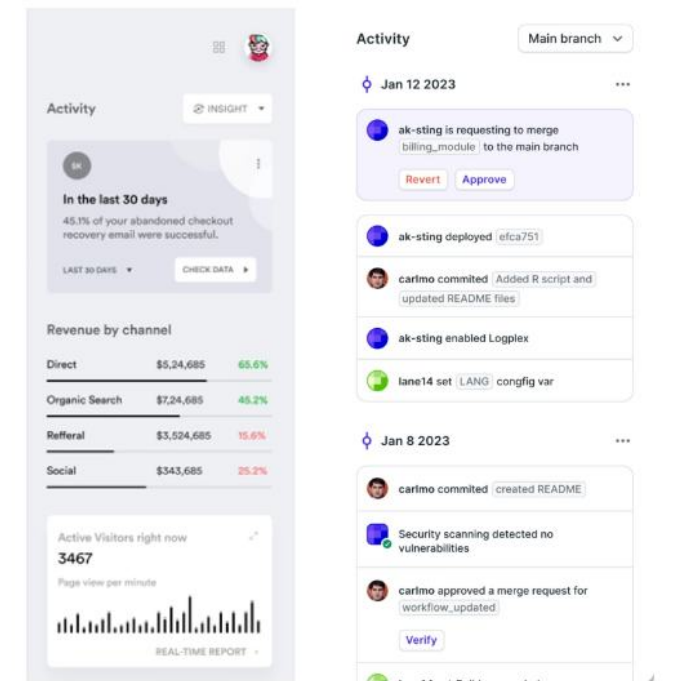 Activity
INSIGHT
SK
In the last 30 days
45.1% of your abandoned checkout
recovery email were successful.
LAST 30 DAYS
CHECK DATA
Revenue by channel
Direct $5,24,685 65.6%
Organic Search $7,24,685 45.2%
Refferal $3,524,685 15.6%
Social $343,685 25.2%
Active Visitors right now
3467
Page view per minute
REAL-TIME REPORT
Activity
Main branch
Jan 12 2023
ak-sting is requesting to merge
billing_module to the main branch
Revert Approve
ak-sting deployed efca751
carlmo commited Added R script and
updated README files
ak-sting enabled Logplex
lane14 set LANG congfig var
Jan 8 2023
carlmo commited created README
Security scanning detected no
vulnerabilities
carlmo approved a merge request for
workflow_updated
Verify